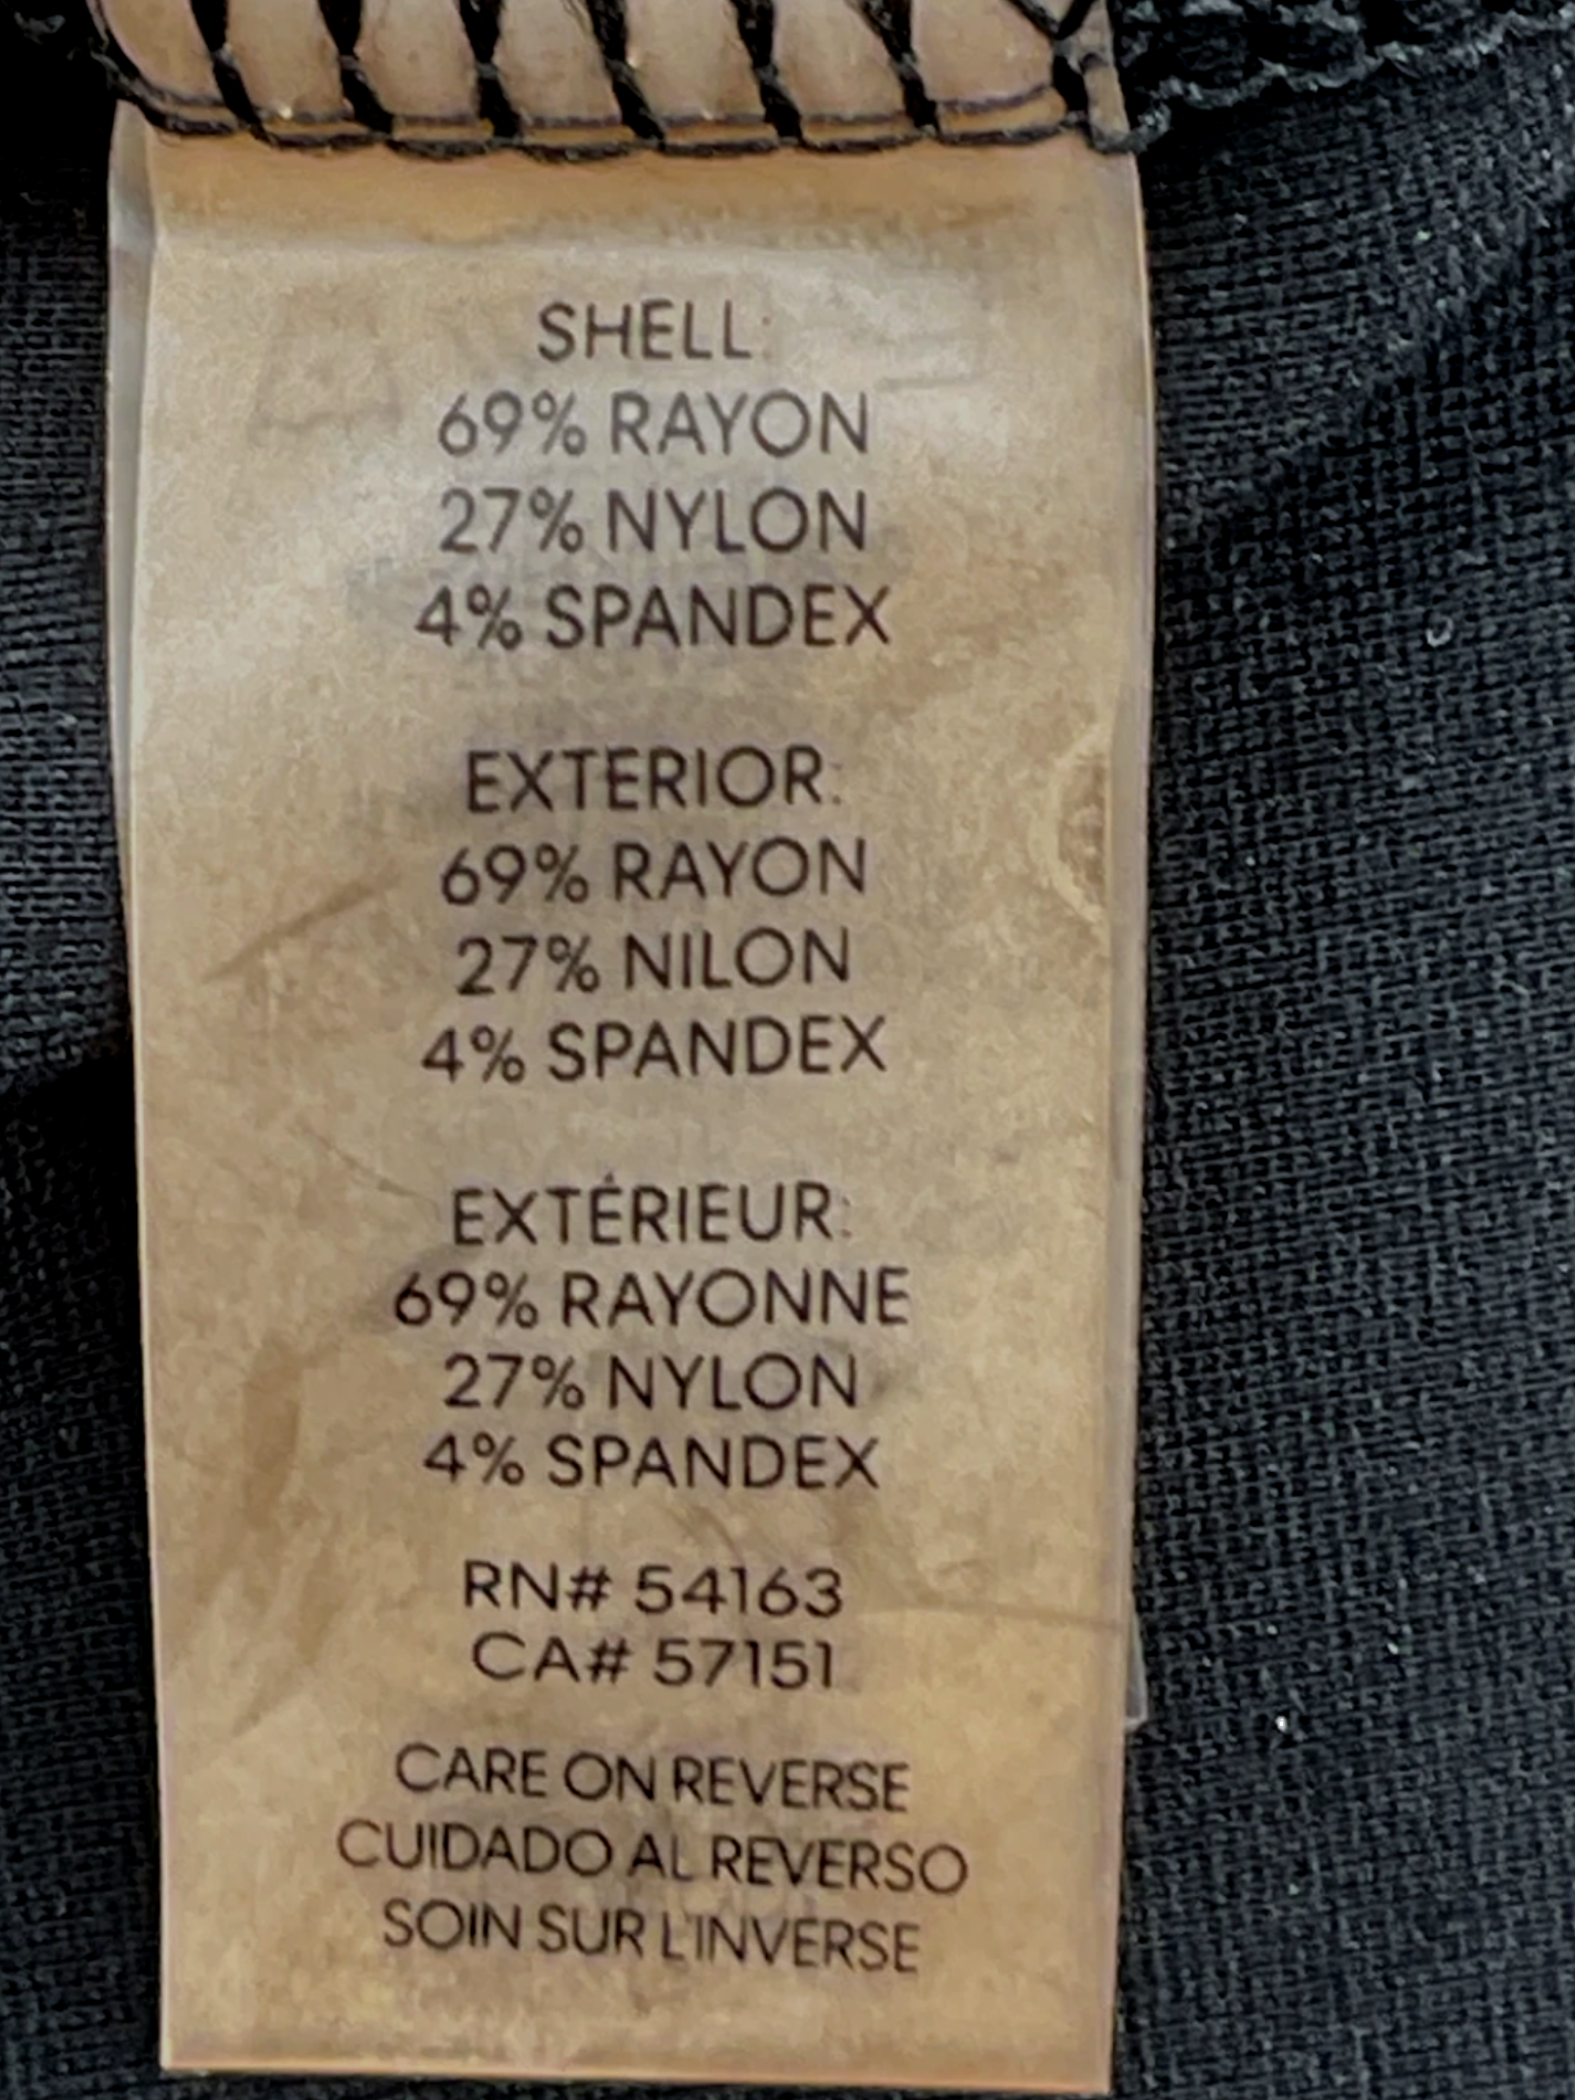 SHELL:
69% RAYON
27% NYLON
4% SPANDEX
EXTERIOR:
69% RAYON
27% NILON
4% SPANDEX
EXTÉRIEUR:
69% RAYONNE
27% NYLON
4% SPANDEX
RN# 54163
CA# 57151
CARE ON REVERSE
CUIDADO AL REVERSO
SOIN SUR L'INVERSE